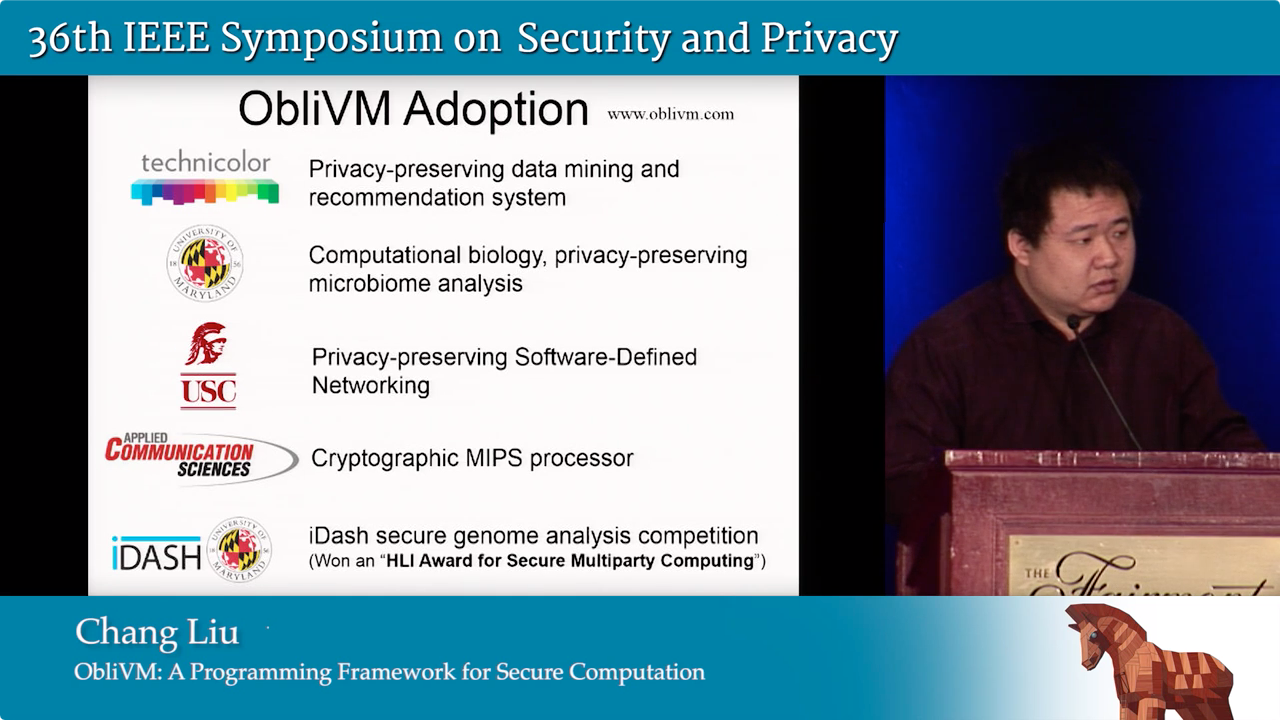 36th IEEE Symposium on Security and Privacy
ObliVM Adoption www.oblivm.com
technicolor
Privacy-preserving data mining and
recommendation system
UNIVERSITY OF
18 56
MARYLAND
Computational biology, privacy-preserving
microbiome analysis
USC
Privacy-preserving Software-Defined
Networking
APPLIED
COMMUNICATION
SCIENCES
Cryptographic MIPS processor
iDASH
UNIVERSITY OF
MARYLAND
iDash secure genome analysis competition
(Won an “HLI Award for Secure Multiparty Computing”)
THE
Fairmont
Chang Liu
ObliVM: A Programming Framework for Secure Computation